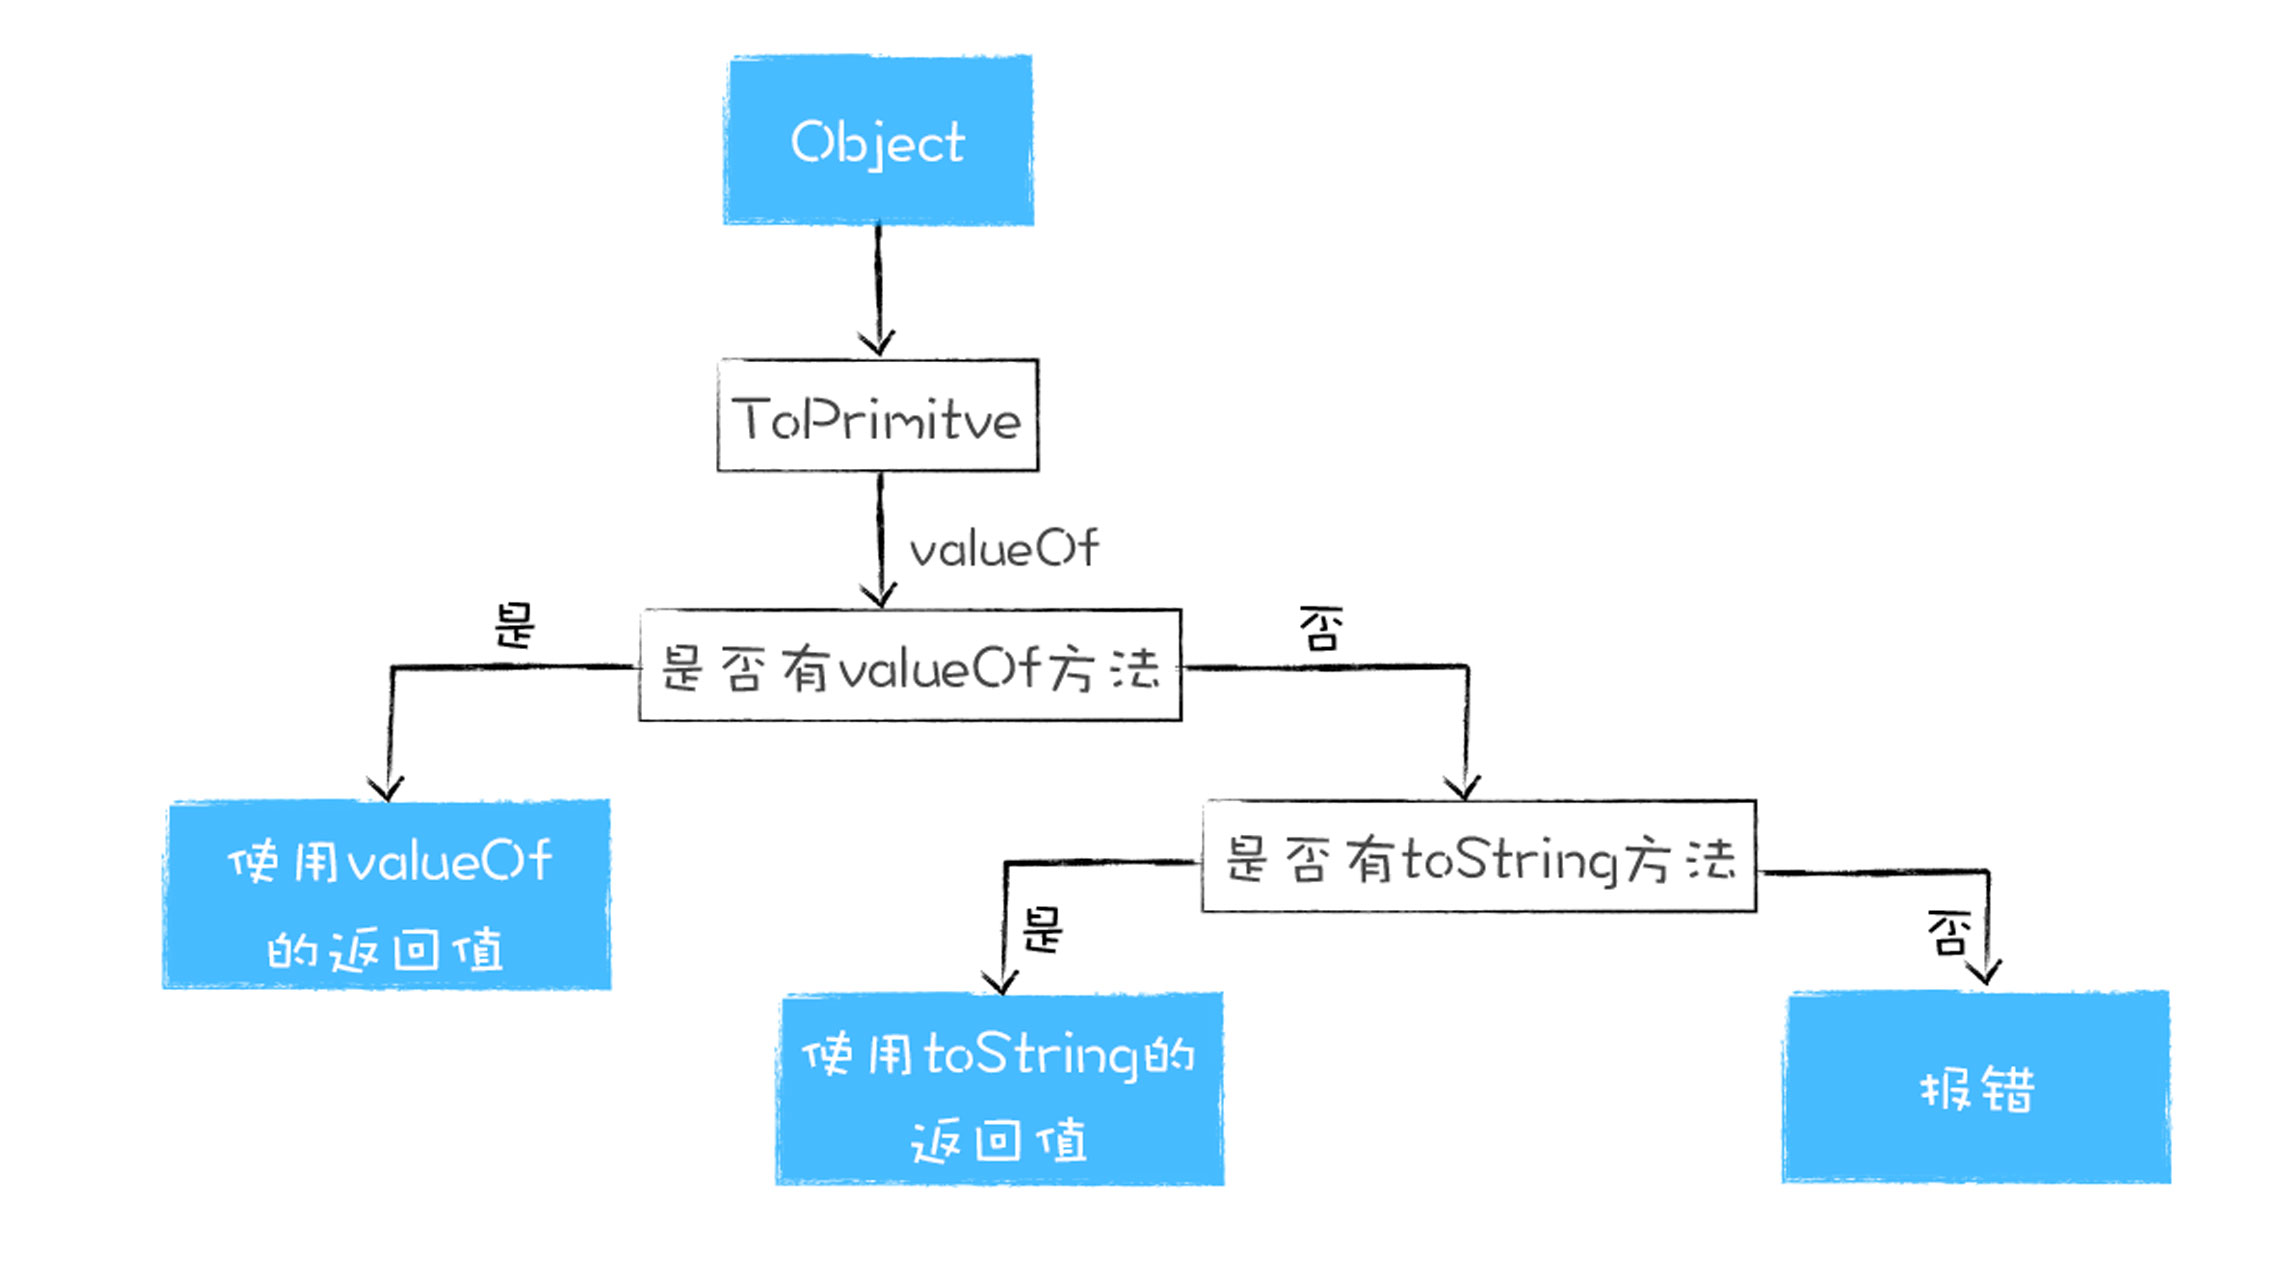 Object
ToPrimitve
valueOf
是
是否有valueOf方法
否
使用valueOf
的返回值
是否有toString方法
是
否
使用toString的
返回值
报错